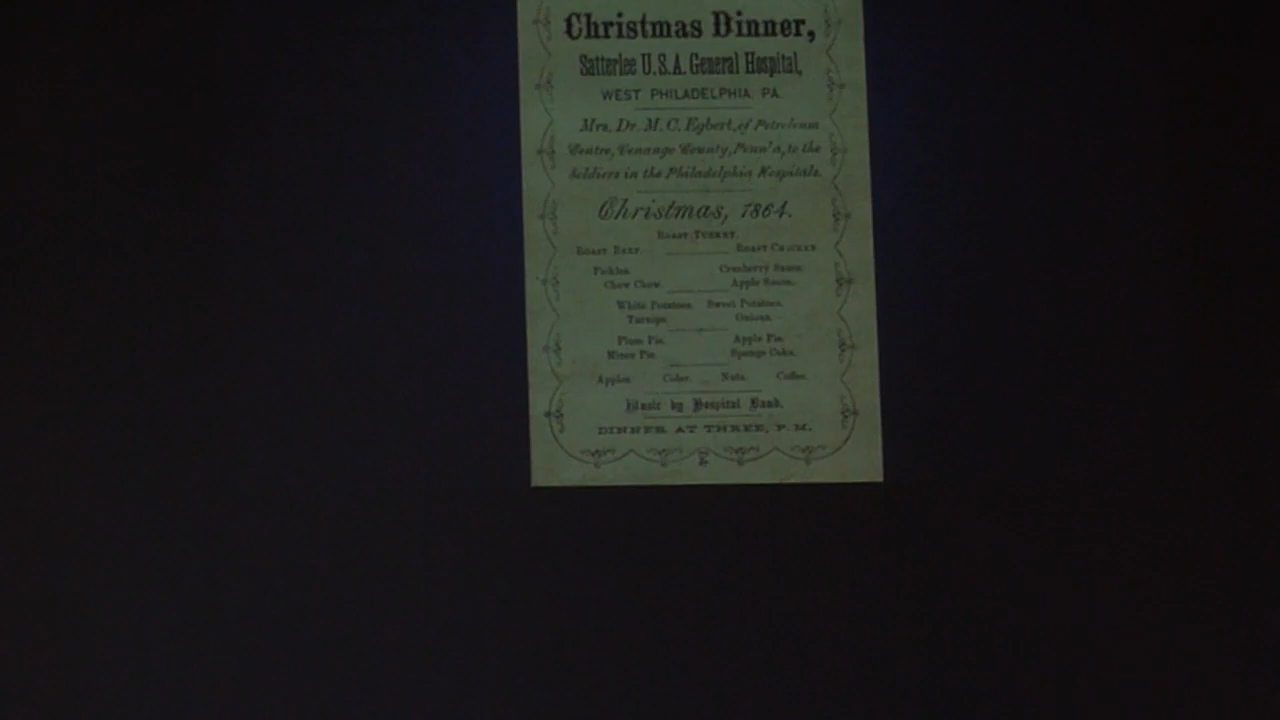 Christmas Dinner,
Satterlee U.S.A. General Hospital,
WEST PHILADELPHIA, PA.
Mrs. Dr. M. C. Egbert, of Petroleum
Centre, Venango County, Penn'a, to the
Soldiers in the Philadelphia Hospitals.
Christmas, 1864.
ROAST TURKEY.
ROAST BEEF. ROAST CHICKEN
Pickles. Cranberry Sauce.
Chow Chow. Apple Sauce.
White Potatoes. Sweet Potatoes.
Turnips. Onions.
Plum Pie. Apple Pie.
Mince Pie. Sponge Cake.
Apples. Cider. Nuts. Coffee.
Music by Hospital Band.
DINNER AT THREE, P. M.